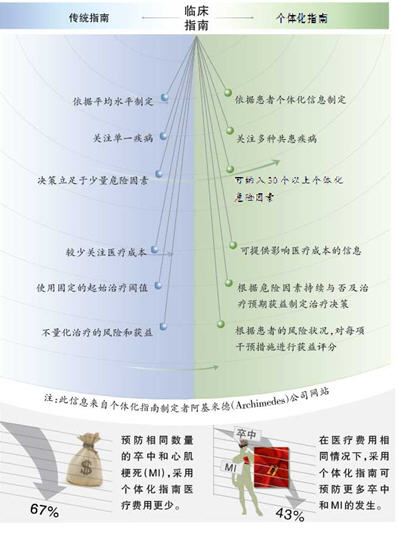 传统指南
临床
指南
个体化指南
依据平均水平制定
依据患者个体化信息制定
关注单一疾病
关注多种共患疾病
决策立足于少量危险因素
可纳入30个以上个体化
危险因素
较少关注医疗成本
可提供影响医疗成本的信息
使用固定的起始治疗阈值
根据危险因素持续与否及治
疗预期获益制定治疗决策
不量化治疗的风险和获益
根据患者的风险状况,对每项
干预措施进行获益评分
注:此信息来自个体化指南制定者阿基米德(Archimedes)公司网站
预防相同数量
的卒中和心肌
梗死(MI),采用
个体化指南医
疗费用更少。
67%
$
卒中
MI
43%
在医疗费用相
同情况下,采用
个体化指南可
预防更多卒中
和MI的发生。